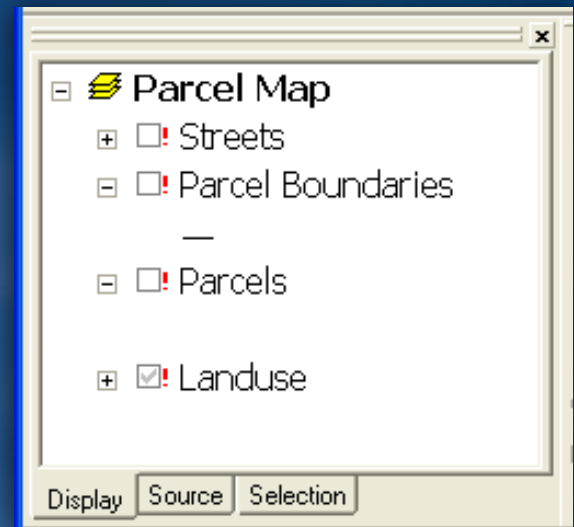 Parcel Map
! Streets
! Parcel Boundaries
! Parcels
! Landuse
Display Source Selection